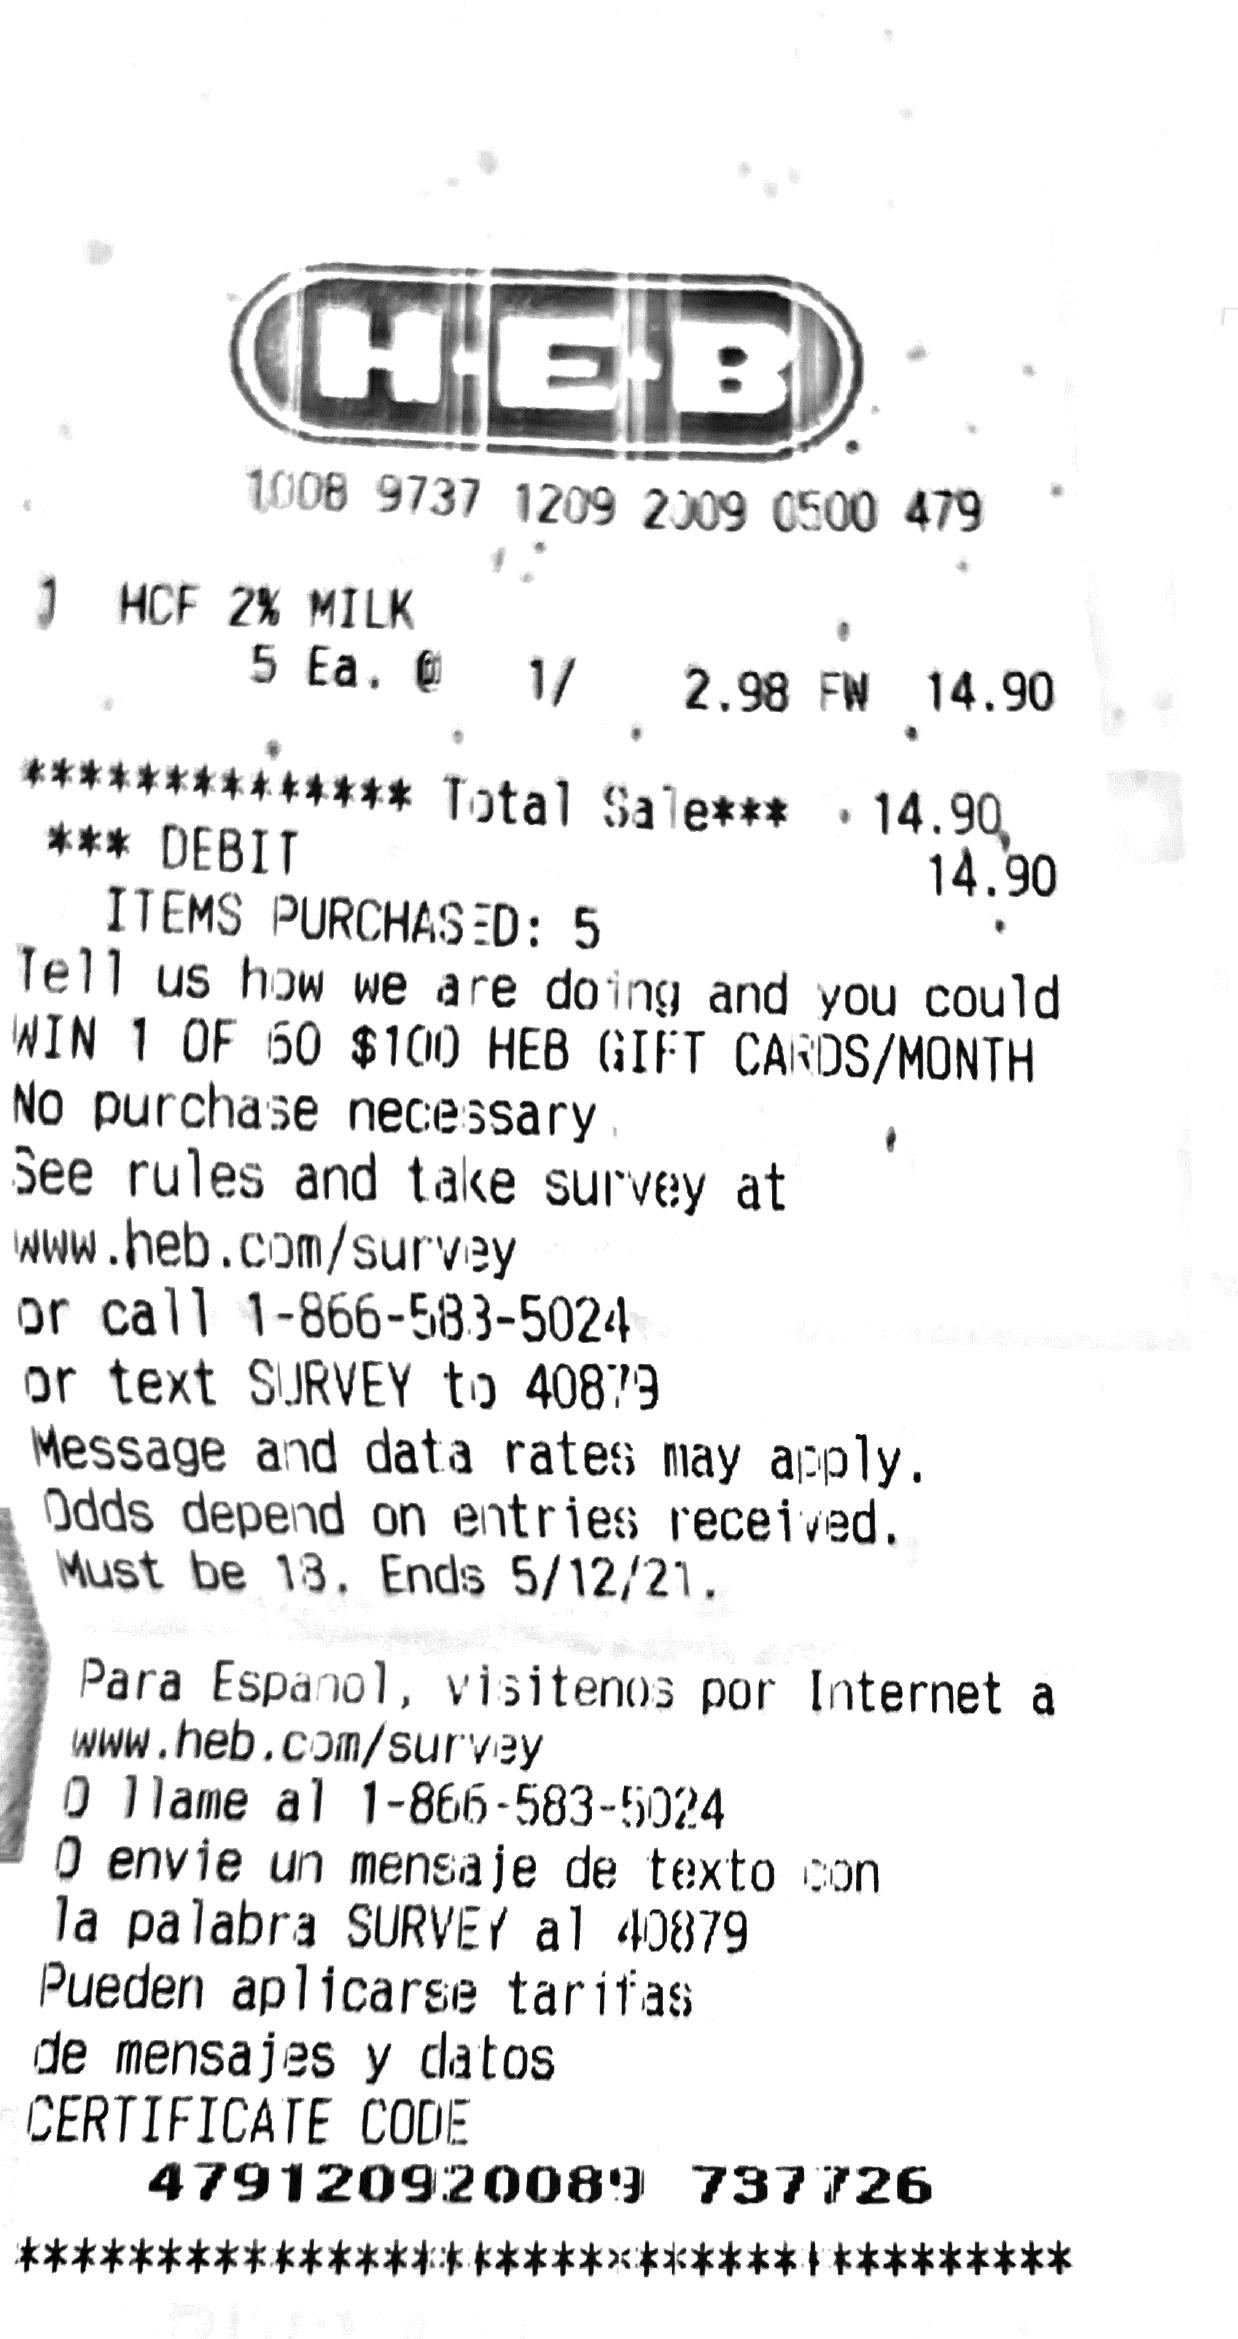 H-E-B
1008 9737 1209 2009 0500 479
HCF 2% MILK
5 Ea. @ 1/ 2.98 FW 14.90
************** Total Sale*** 14.90
*** DEBIT 14.90
ITEMS PURCHASED: 5
Tell us how we are doing and you could
WIN 1 OF 50 $100 HEB GIFT CARDS/MONTH
No purchase necessary.
See rules and take survey at
www.heb.com/survey
or call 1-866-583-5024
or text SURVEY to 40879
Message and data rates may apply.
Odds depend on entries received.
Must be 18. Ends 5/12/21.
Para Espanol, visitenos por Internet a
www.heb.com/survey
O llame al 1-866-583-5024
O envie un mensaje de texto con
la palabra SURVEY al 40879
Pueden aplicarse tarifas
de mensajes y datos
CERTIFICATE CODE
479120920089 737726
*************************************